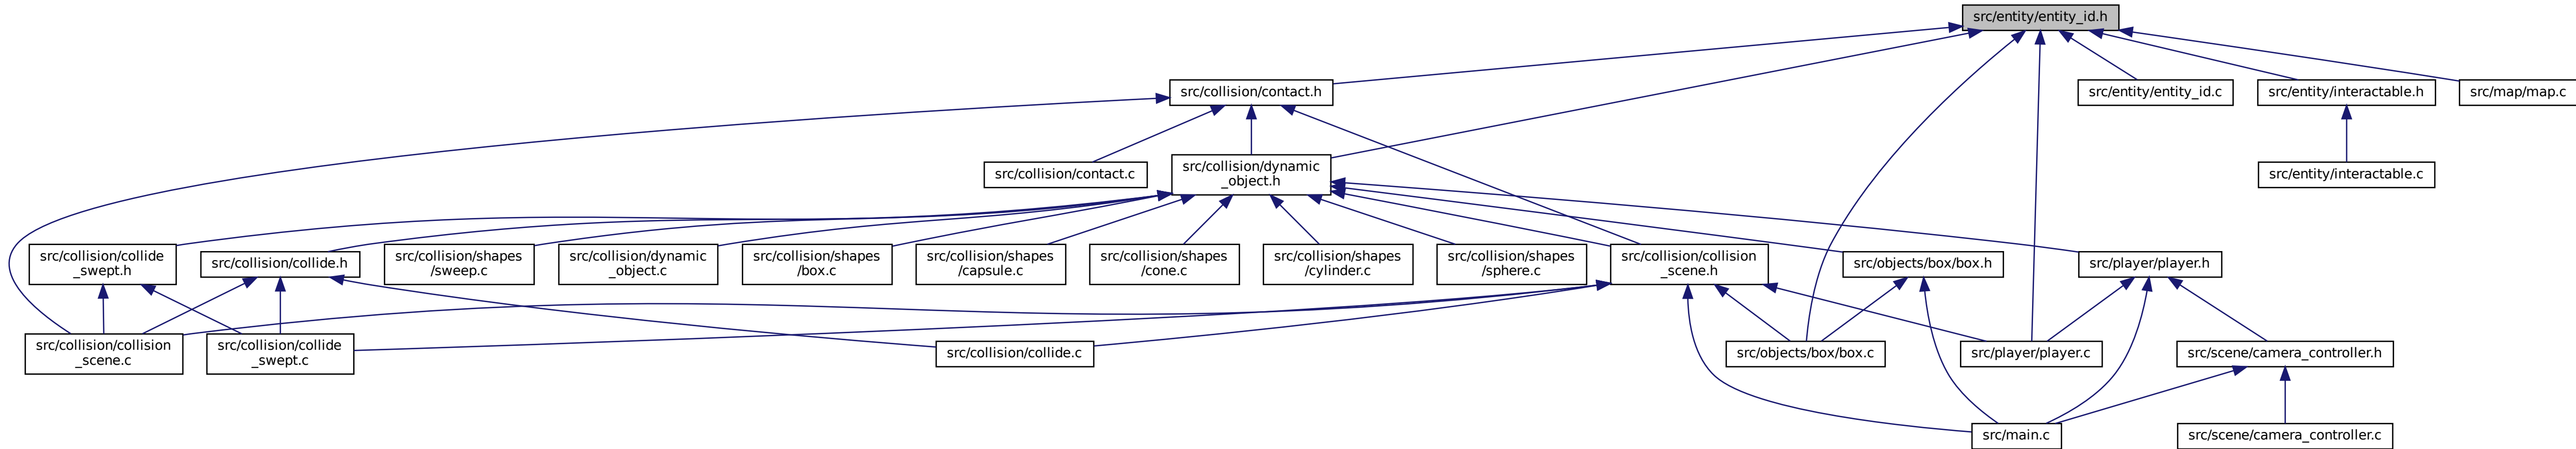 src/entity/entity_id.h
src/collision/contact.h
src/entity/entity_id.c
src/entity/interactable.h
src/map/map.c
src/collision/contact.c
src/collision/dynamic
_object.h
src/entity/interactable.c
src/collision/collide
_swept.h
src/collision/collide.h
src/collision/shapes
/sweep.c
src/collision/dynamic
_object.c
src/collision/shapes
/box.c
src/collision/shapes
/capsule.c
src/collision/shapes
/cone.c
src/collision/shapes
/cylinder.c
src/collision/shapes
/sphere.c
src/collision/collision
_scene.h
src/objects/box/box.h
src/player/player.h
src/collision/collision
_scene.c
src/collision/collide
_swept.c
src/collision/collide.c
src/objects/box/box.c
src/player/player.c
src/scene/camera_controller.h
src/main.c
src/scene/camera_controller.c